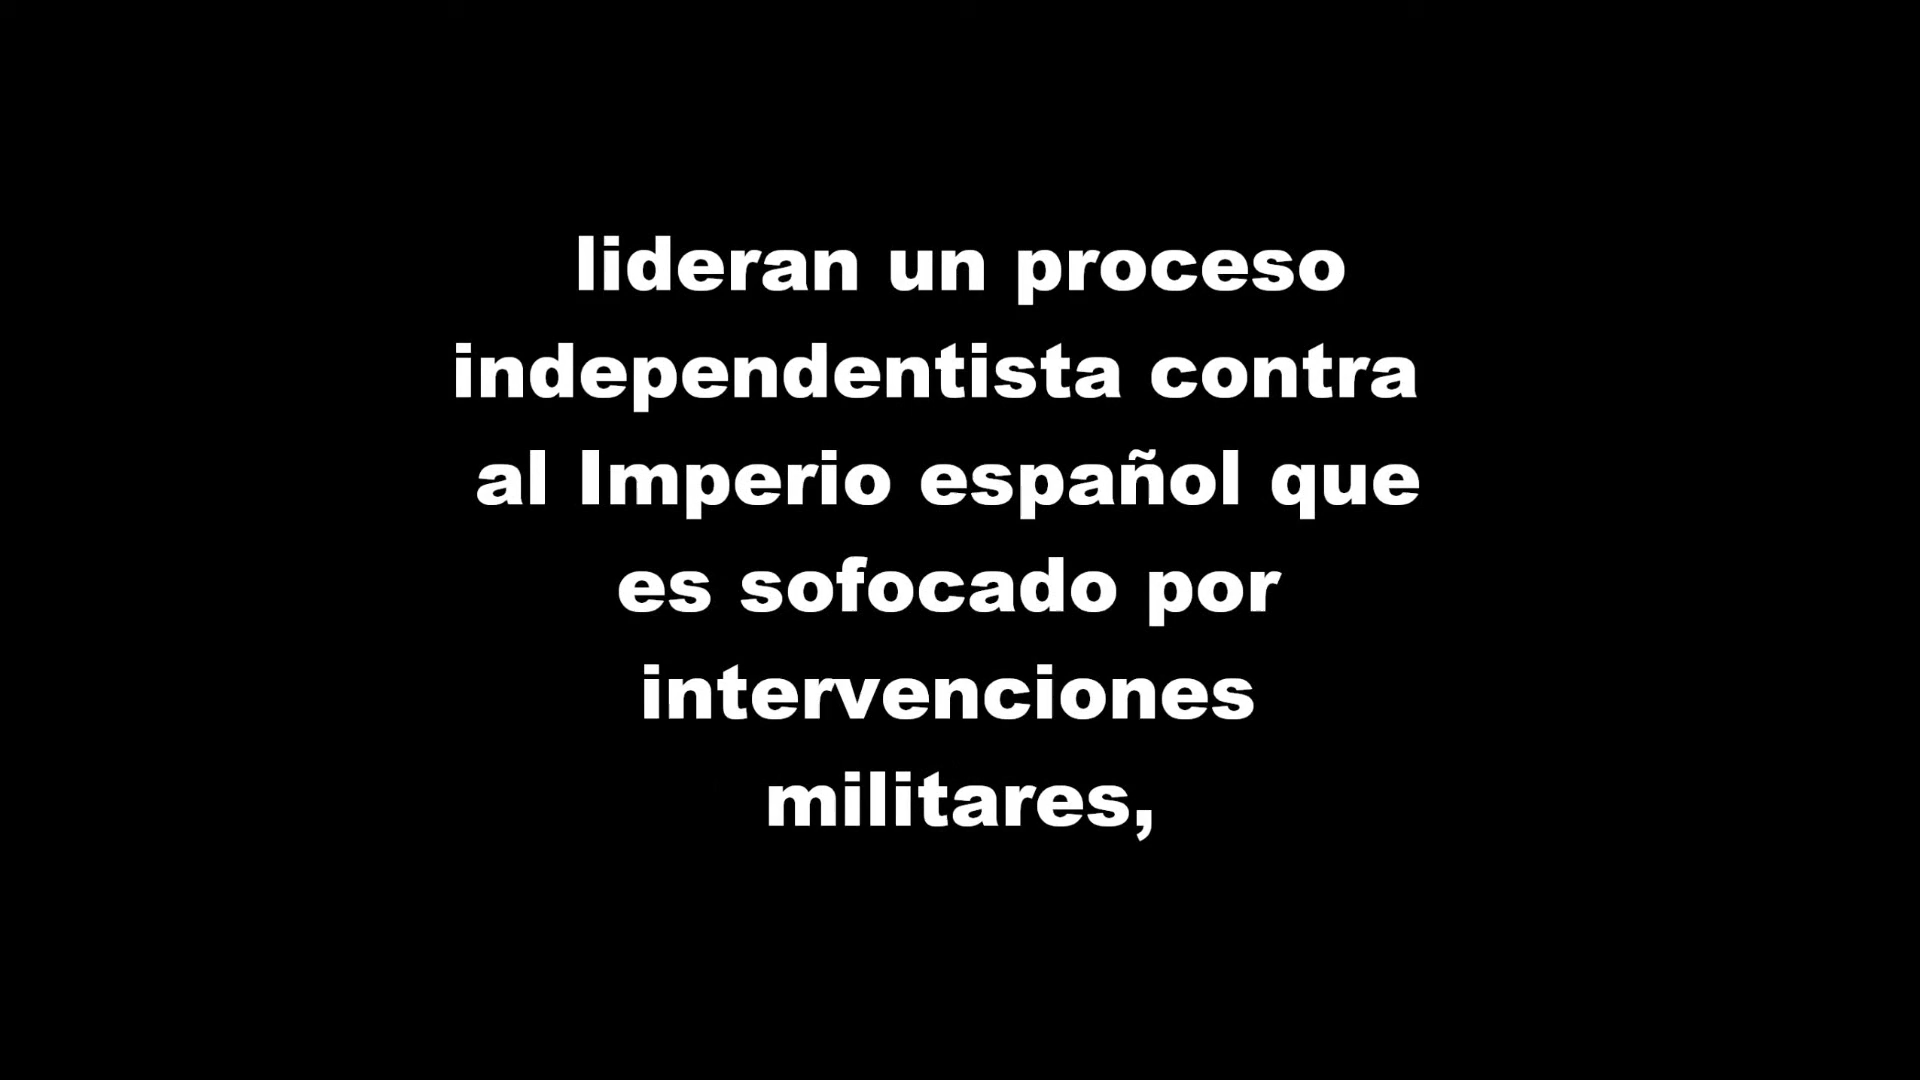 lideran un proceso
independentista contra
al Imperio español que
es sofocado por
intervenciones
militares,